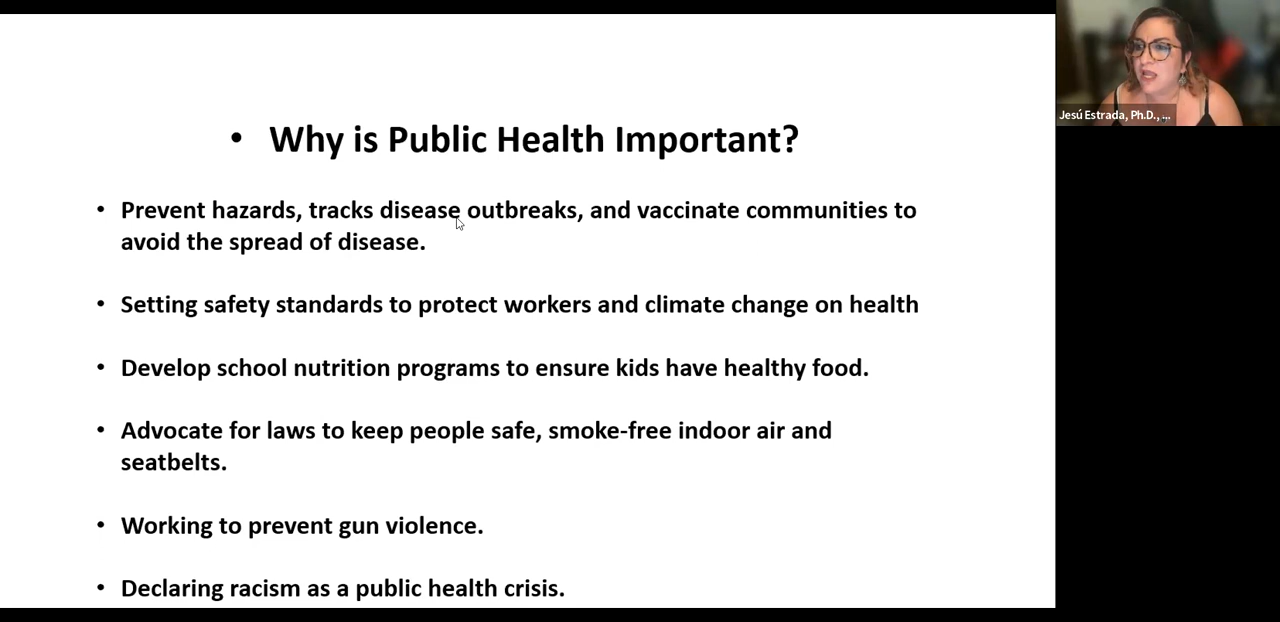 • Why is Public Health Important?
• Prevent hazards, tracks disease outbreaks, and vaccinate communities to
avoid the spread of disease.
• Setting safety standards to protect workers and climate change on health
• Develop school nutrition programs to ensure kids have healthy food.
• Advocate for laws to keep people safe, smoke-free indoor air and
seatbelts.
• Working to prevent gun violence.
• Declaring racism as a public health crisis.
Jesú Estrada, Ph.D., ...